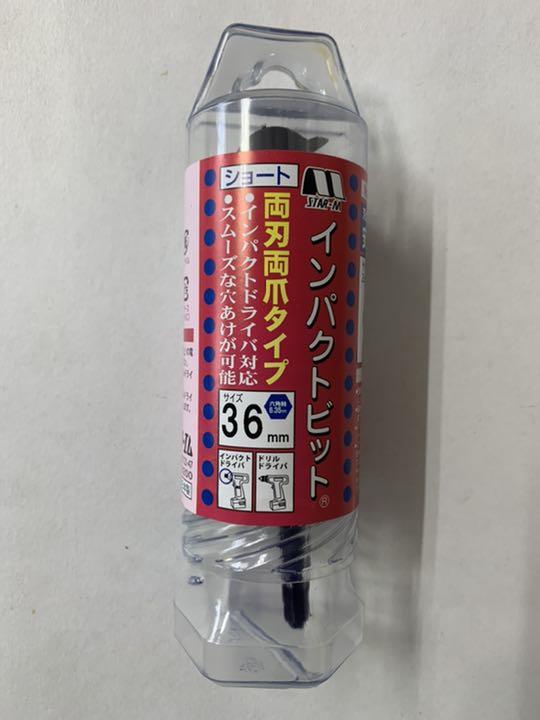 ショート
STAR-M
インパクトビット®
両刃両爪タイプ
•インパクトドライバ対応
•スムーズな穴あけが可能
サイズ
36mm
六角軸
6.35mm
インパクト
ドライバ
ドリル
ドライバ